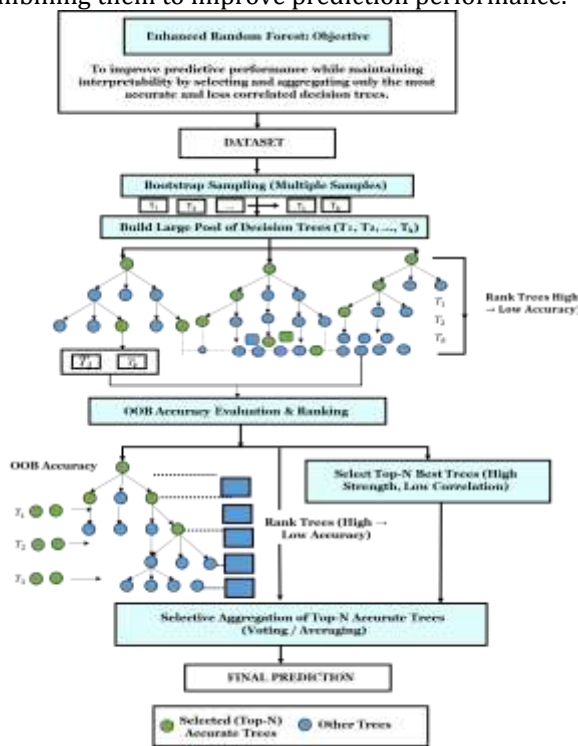 mbining them to improve prediction performance.
Enhanced Random Forest: Objective
To improve predictive performance while maintaining
interpretability by selecting and aggregating only the most
accurate and less correlated decision trees.
DATASET
Bootstrap Sampling (Multiple Samples)
T₁ T₂ ...
Build Large Pool of Decision Trees (T₁, T₂, ..., Tₖ)
Rank Trees High
→ Low Accuracy)
T₁
T₂
OOB Accuracy Evaluation & Ranking
OOB Accuracy
Select Top-N Best Trees (High
Strength, Low Correlation)
T₁
Rank Trees (High →
Low Accuracy)
T₂
T₃
Selective Aggregation of Top-N Accurate Trees
(Voting / Averaging)
FINAL PREDICTION
Selected (Top-N)
Accurate Trees
Other Trees